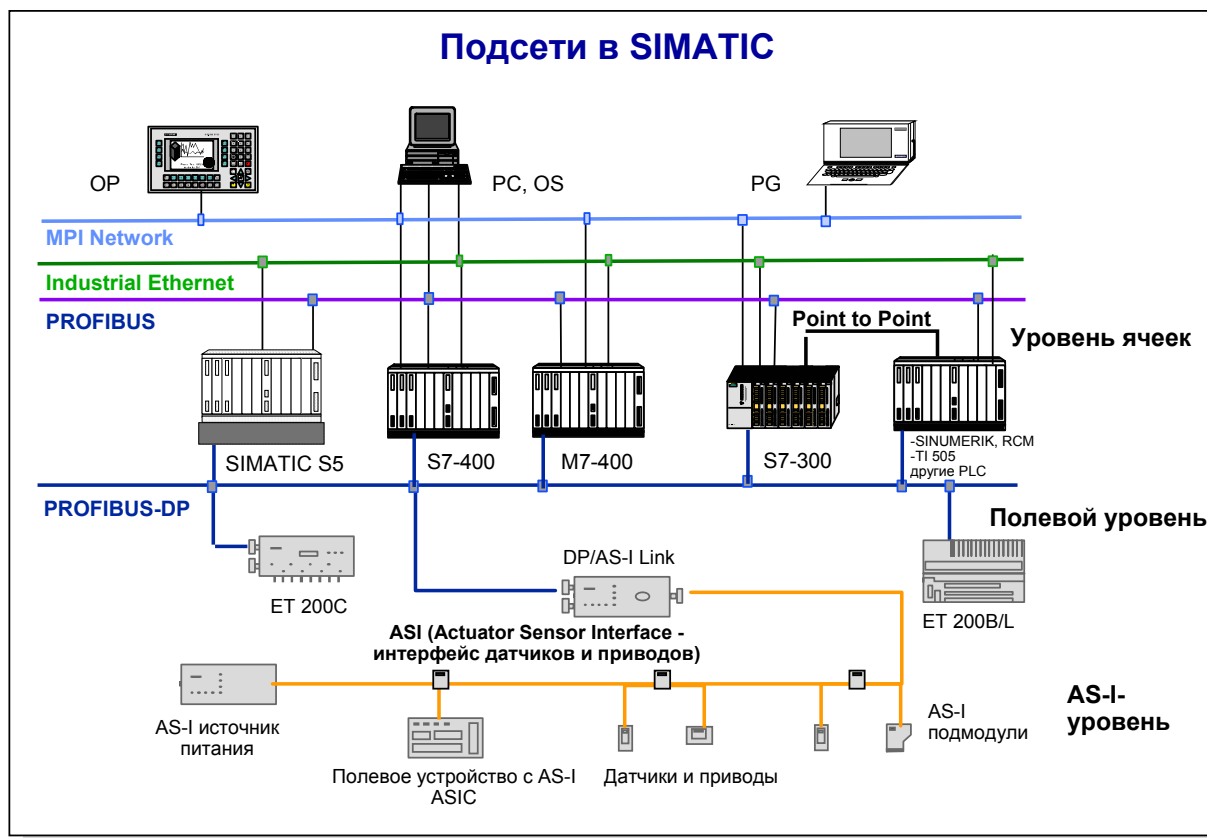 Подсети в SIMATIC
OP
PC, OS
PG
MPI Network
Industrial Ethernet
PROFIBUS
Point to Point
Уровень ячеек
SIMATIC S5
S7-400
M7-400
S7-300
-SINUMERIK, RCM
-TI 505
другие PLC
PROFIBUS-DP
Полевой уровень
DP/AS-I Link
ET 200C
ET 200B/L
ASI (Actuator Sensor Interface -
интерфейс датчиков и приводов)
AS-I источник
питания
AS-I
подмодули
AS-I-
уровень
Полевое устройство с AS-I
ASIC
Датчики и приводы